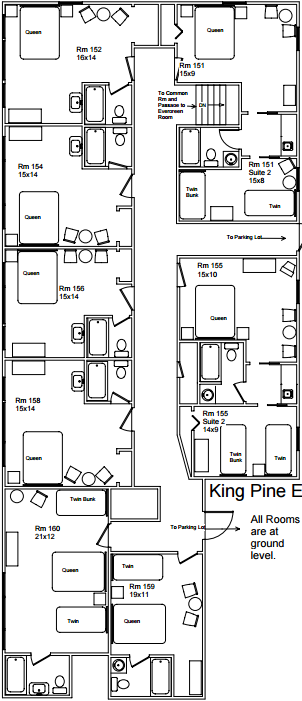 Queen
Rm 152
16x14
Queen
Rm 151
15x9
To Common
Rm and
Passage to
Evergreen
Room
DN
Rm 154
15x14
Queen
Rm 151
Suite 2
15x8
Twin
Bunk
Twin
To Parking Lot
Queen
Rm 156
15x14
Rm 155
15x10
Queen
Rm 158
15x14
Queen
Rm 155
Suite 2
14x9
Twin
Bunk
Twin
King Pine E
Twin Bunk
Rm 160
21x12
Queen
Twin
To Parking Lot
All Rooms
are at
ground
level.
Twin
Rm 159
19x11
Queen